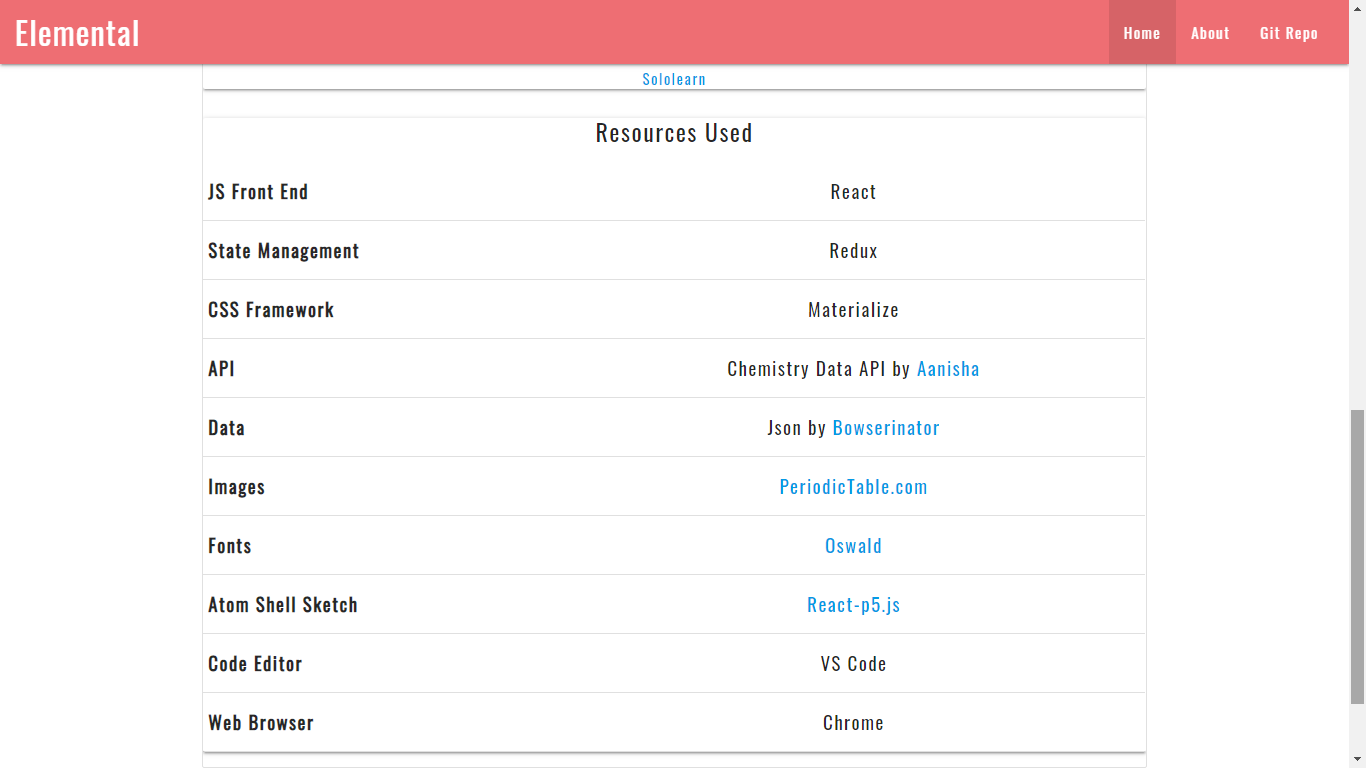 Elemental Home About Git Repo
Sololearn
Resources Used
JS Front End React
State Management Redux
CSS Framework Materialize
API Chemistry Data API by Aanisha
Data Json by Bowserinator
Images PeriodicTable.com
Fonts Oswald
Atom Shell Sketch React-p5.js
Code Editor VS Code
Web Browser Chrome